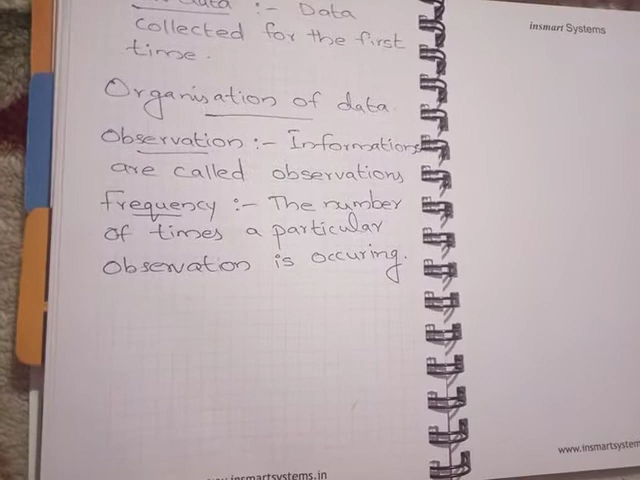 data :- Data
collected for the first
time.
Organisation of data
Observation :- Informations
are called observations
frequency :- The number
of times a particular
observation is occuring.
insmartsystems.in
insmart Systems
www.insmartsystem